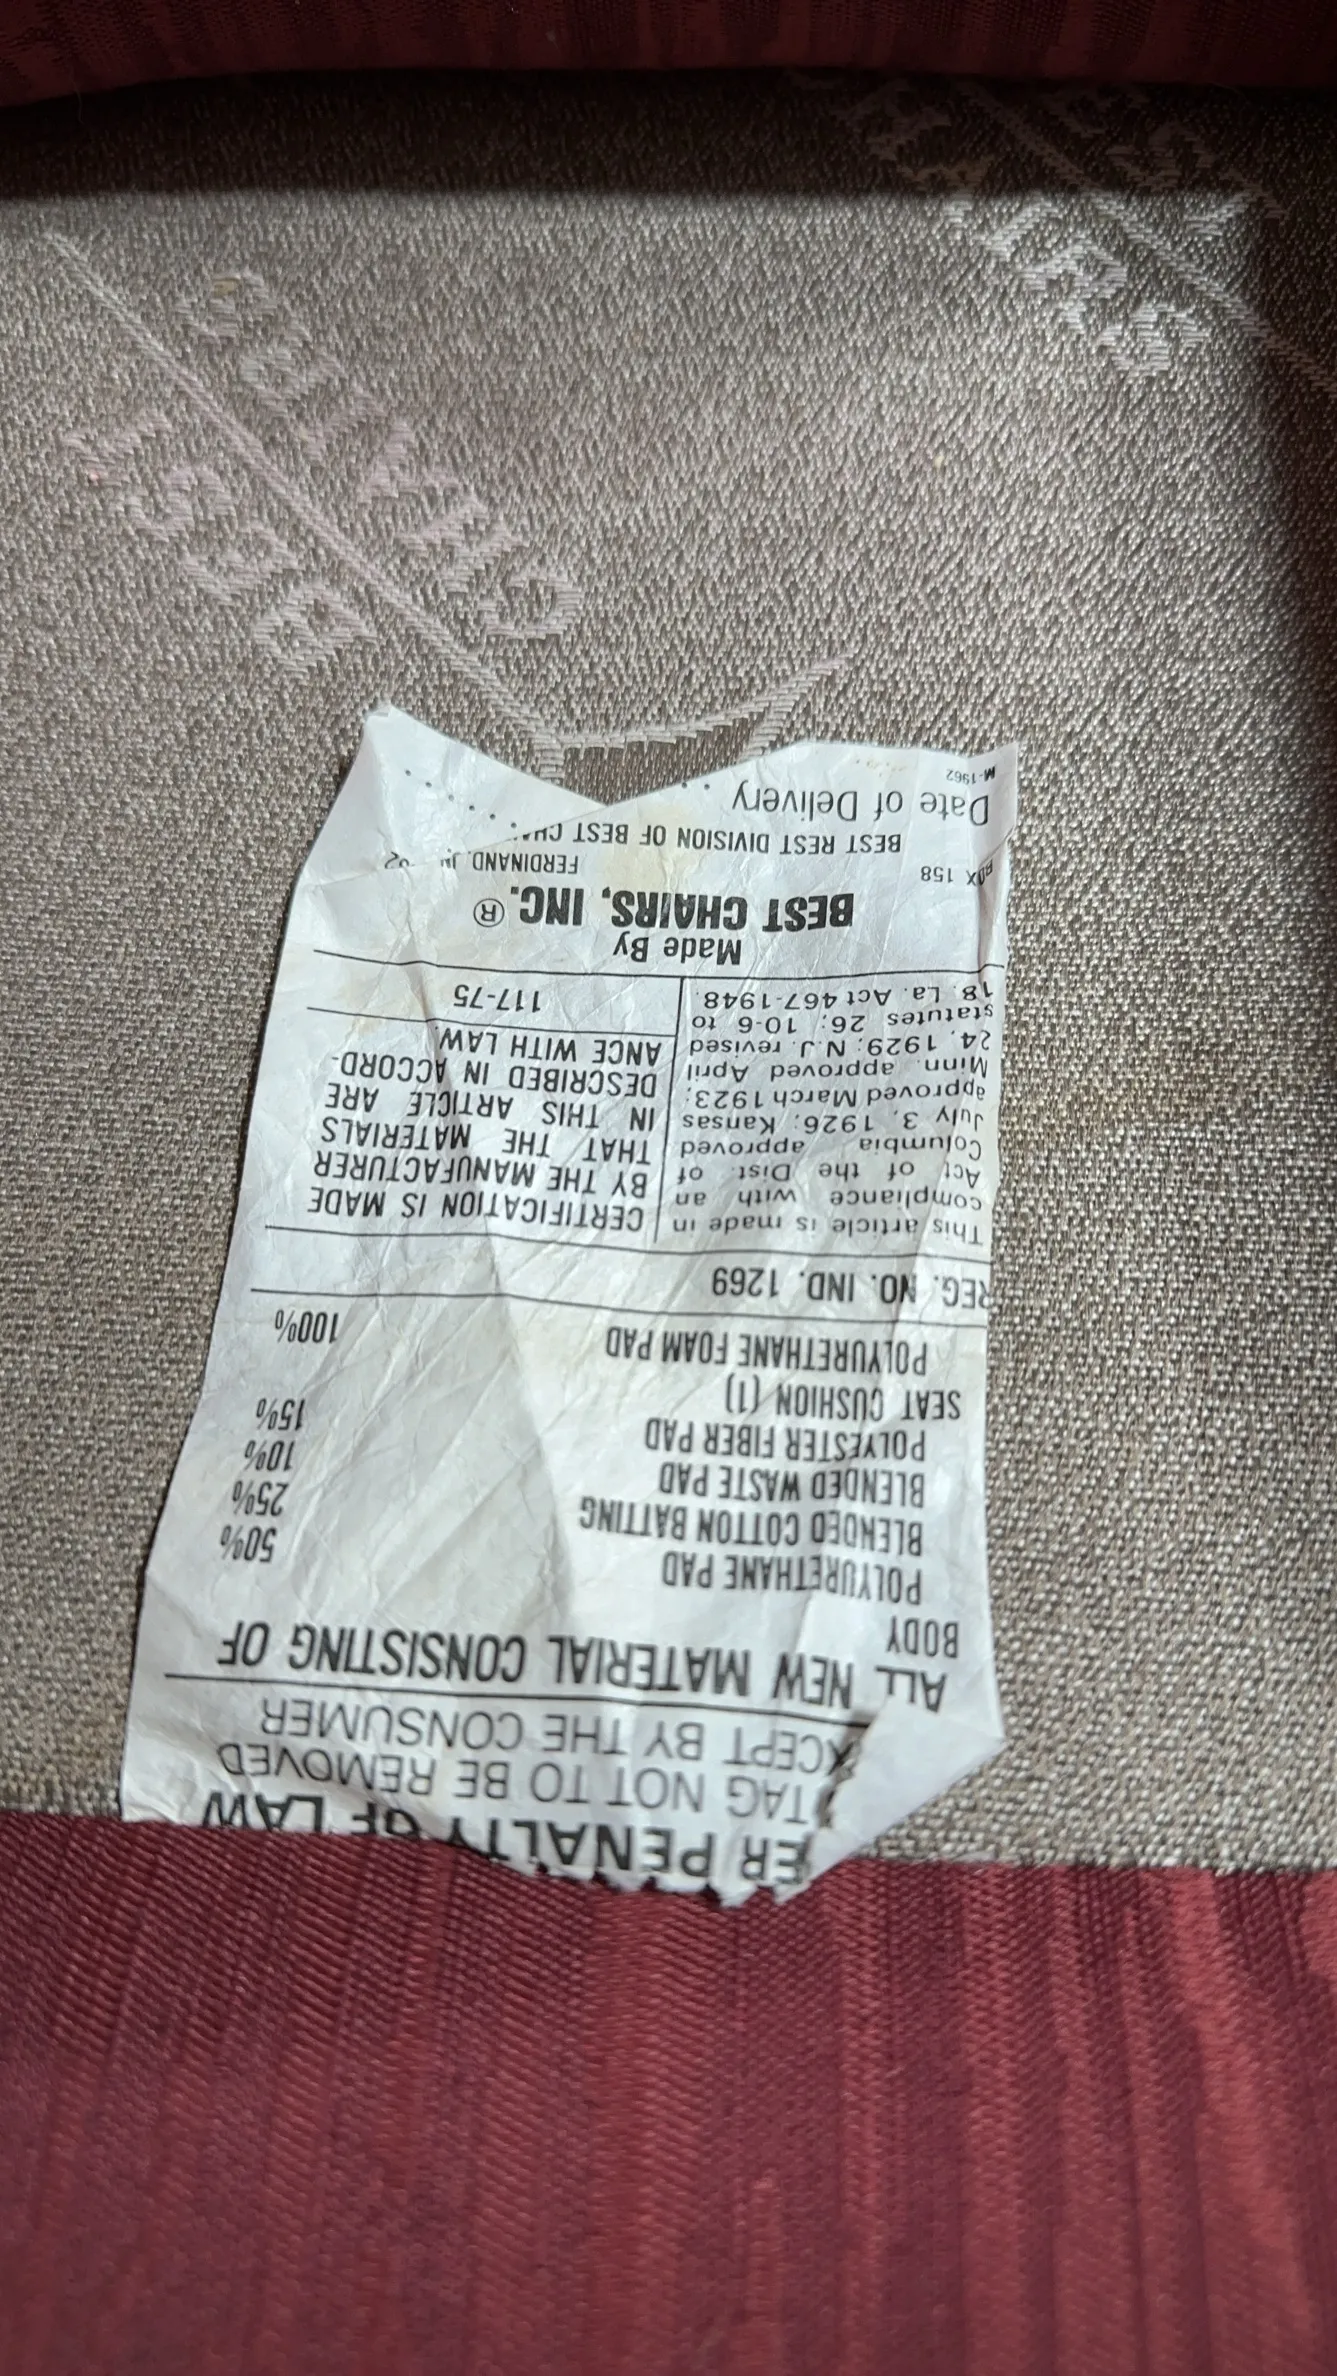 ER PENALTY OF LAW
TAG NOT TO BE REMOVED
XCEPT BY THE CONSUMER
ALL NEW MATERIAL CONSISTING OF
BODY
POLYURETHANE PAD 50%
BLENDED COTTON BATTING 25%
BLENDED WASTE PAD 10%
POLYESTER FIBER PAD 15%
SEAT CUSHION (1)
POLYURETHANE FOAM PAD 100%
REG. NO. IND. 1269
This article is made in
compliance with an
Act of the Dist. of
Columbia approved
July 3, 1926; Kansas
approved March 1923;
Minn. approved April
24, 1929; N.J. revised
statutes 26; 10-6 to
18. La. Act 467-1948.
CERTIFICATION IS MADE
BY THE MANUFACTURER
THAT THE MATERIALS
IN THIS ARTICLE ARE
DESCRIBED IN ACCORD-
ANCE WITH LAW.
117-75
Made By
BEST CHAIRS, INC.®
BOX 158 FERDINAND,
BEST REST DIVISION OF BEST
Date of Delivery
M-1962
BEST
CHAIRS